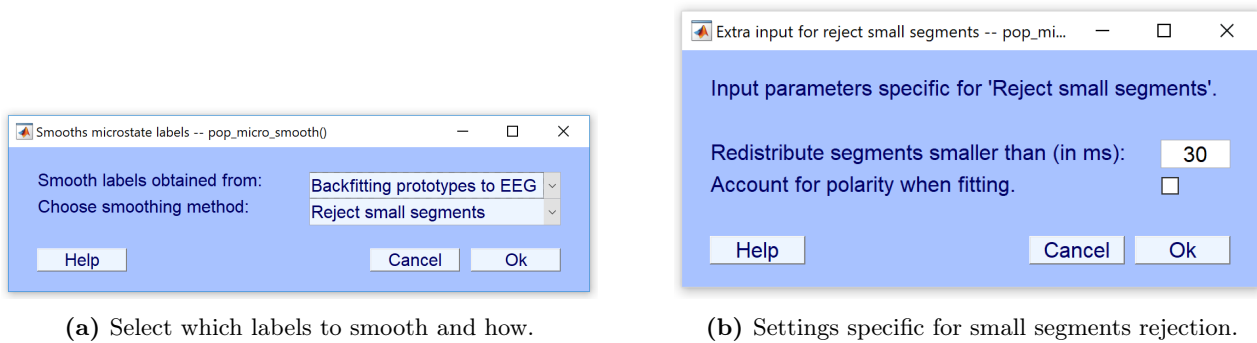 Smooths microstate labels -- pop_micro_smooth()
Smooth labels obtained from: Backfitting prototypes to EEG
Choose smoothing method: Reject small segments
Help Cancel Ok
(a) Select which labels to smooth and how.
Extra input for reject small segments -- pop_mi...
Input parameters specific for 'Reject small segments'.
Redistribute segments smaller than (in ms): 30
Account for polarity when fitting.
Help Cancel Ok
(b) Settings specific for small segments rejection.